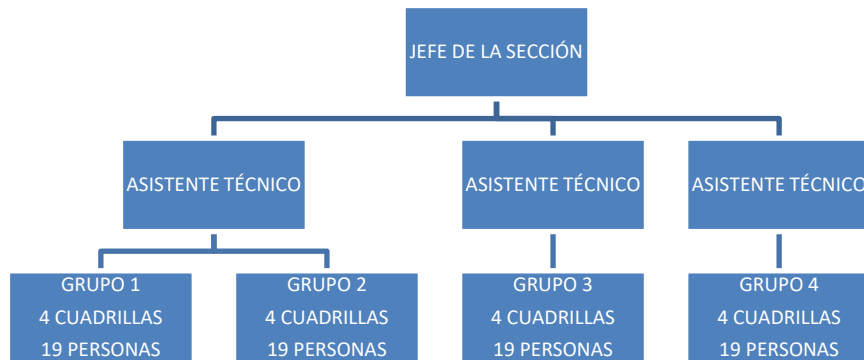 JEFE DE LA SECCIÓN
ASISTENTE TÉCNICO
ASISTENTE TÉCNICO
ASISTENTE TÉCNICO
GRUPO 1
4 CUADRILLAS
19 PERSONAS
GRUPO 2
4 CUADRILLAS
19 PERSONAS
GRUPO 3
4 CUADRILLAS
19 PERSONAS
GRUPO 4
4 CUADRILLAS
19 PERSONAS